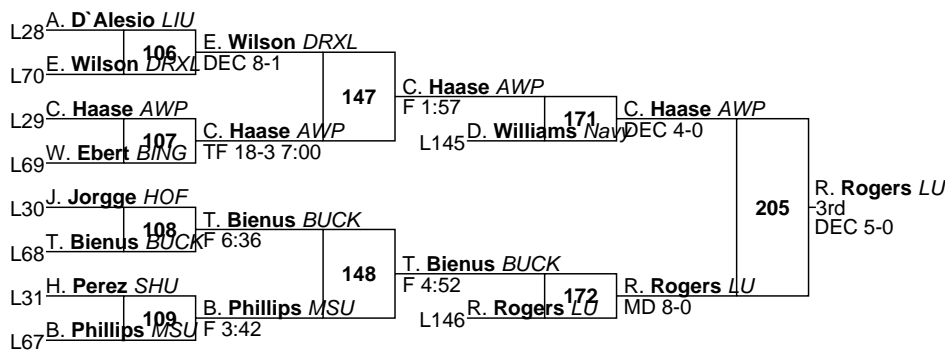 A. D`Alesio LIU
L28
106
E. Wilson DRXL
DEC 8-1
E. Wilson DRXL
L70
147
C. Haase AWP
F 1:57
C. Haase AWP
L29
107
C. Haase AWP
TF 18-3 7:00
W. Ebert BING
L69
D. Williams Navy
L145
171
C. Haase AWP
DEC 4-0
J. Jorgge HOF
L30
108
T. Bienus BUCK
F 6:36
T. Bienus BUCK
L68
148
T. Bienus BUCK
F 4:52
H. Perez SHU
L31
109
B. Phillips MSU
F 3:42
B. Phillips MSU
L67
R. Rogers LU
L146
172
R. Rogers LU
MD 8-0
205
R. Rogers LU
3rd
DEC 5-0